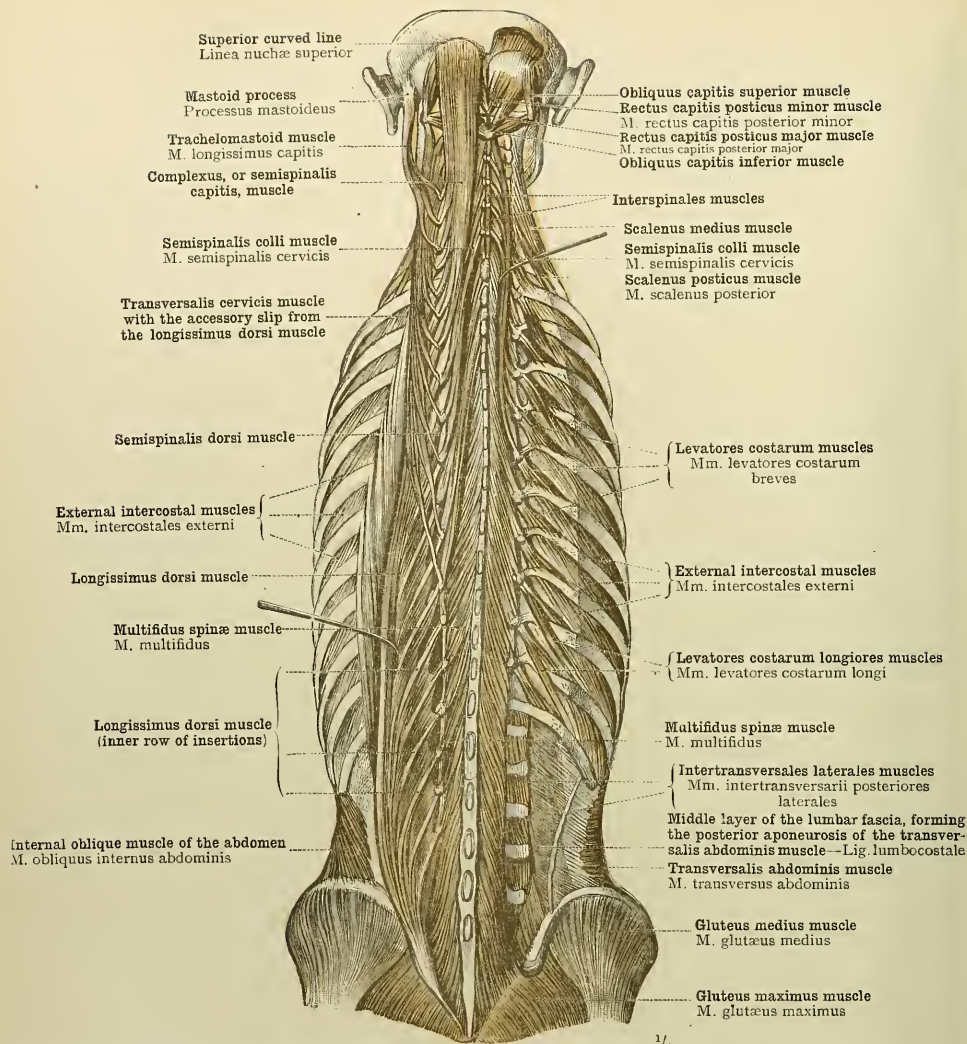 Superior curved line
Linea nuchæ superior
Mastoid process
Processus mastoideus
Trachelomastoid muscle
M. longissimus capitis
Complexus, or semispinalis
capitis, muscle
Semispinalis colli muscle
M. semispinalis cervicis
Transversalis cervicis muscle
with the accessory slip from
the longissimus dorsi muscle
Semispinalis dorsi muscle
External intercostal muscles
Mm. intercostales externi
Longissimus dorsi muscle
Multifidus spinæ muscle
M. multifidus
Longissimus dorsi muscle
(inner row of insertions)
Internal oblique muscle of the abdomen
M. obliquus internus abdominis
Obliquus capitis superior muscle
Rectus capitis posticus minor muscle
M. rectus capitis posterior minor
Rectus capitis posticus major muscle
M. rectus capitis posterior major
Obliquus capitis inferior muscle
Interspinales muscles
Scalenus medius muscle
Semispinalis colli muscle
M. semispinalis cervicis
Scalenus posticus muscle
M. scalenus posterior
Levatores costarum muscles
Mm. levatores costarum
breves
External intercostal muscles
Mm. intercostales externi
Levatores costarum longiores muscles
Mm. levatores costarum longi
Multifidus spinæ muscle
M. multifidus
Intertransversales laterales muscles
Mm. intertransversarii posteriores
laterales
Middle layer of the lumbar fascia, forming
the posterior aponeurosis of the transver-
salis abdominis muscle—Lig. lumbocostale
Transversalis abdominis muscle
M. transversus abdominis
Gluteus medius muscle
M. glutæus medius
Gluteus maximus muscle
M. glutæus maximus